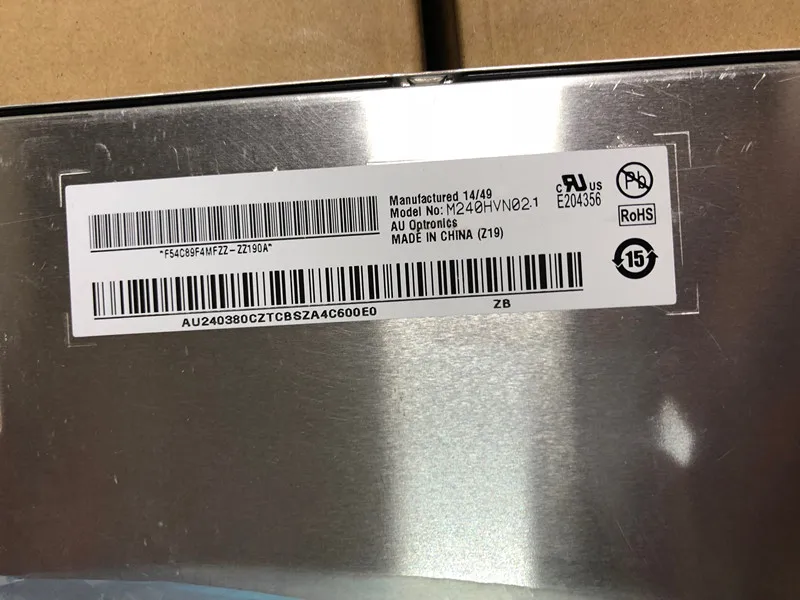 Manufactured 14/49
Model No: M240HVN02.1
AU Optronics
MADE IN CHINA (Z19)
c RU US
E204356
Pb
RoHS
15
*F54C89F4MFZZ-ZZ190A*
AU240380CZTCBSZA4C600E0 ZB